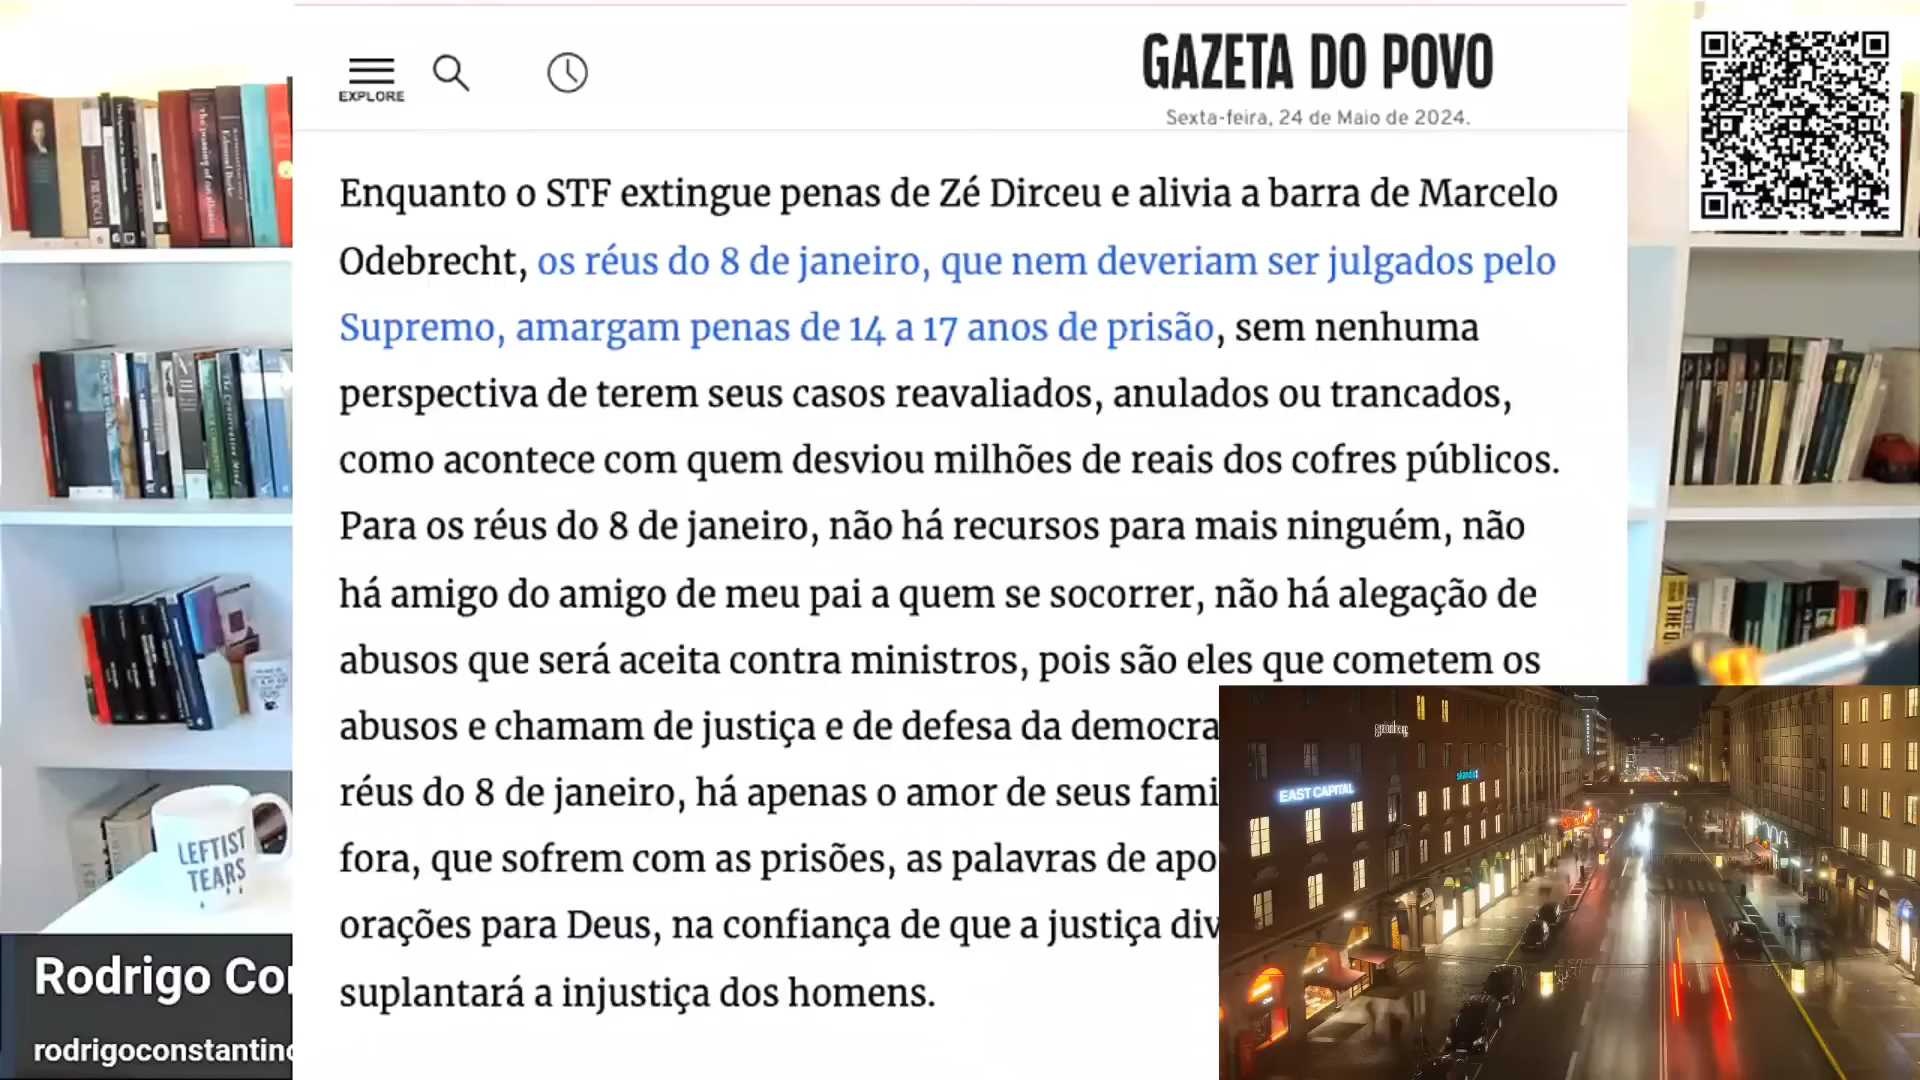 EXPLORE
GAZETA DO POVO
Sexta-feira, 24 de Maio de 2024.
Enquanto o STF extingue penas de Zé Dirceu e alivia a barra de Marcelo
Odebrecht, os réus do 8 de janeiro, que nem deveriam ser julgados pelo
Supremo, amargam penas de 14 a 17 anos de prisão, sem nenhuma
perspectiva de terem seus casos reavaliados, anulados ou trancados,
como acontece com quem desviou milhões de reais dos cofres públicos.
Para os réus do 8 de janeiro, não há recursos para mais ninguém, não
há amigo do amigo de meu pai a quem se socorrer, não há alegação de
abusos que será aceita contra ministros, pois são eles que cometem os
abusos e chamam de justiça e de defesa da democra
réus do 8 de janeiro, há apenas o amor de seus fami
fora, que sofrem com as prisões, as palavras de apo
orações para Deus, na confiança de que a justiça div
suplantará a injustiça dos homens.
LEFTIST
TEARS
Rodrigo Co
rodrigoconstantino
EAST CAPITAL
skandia